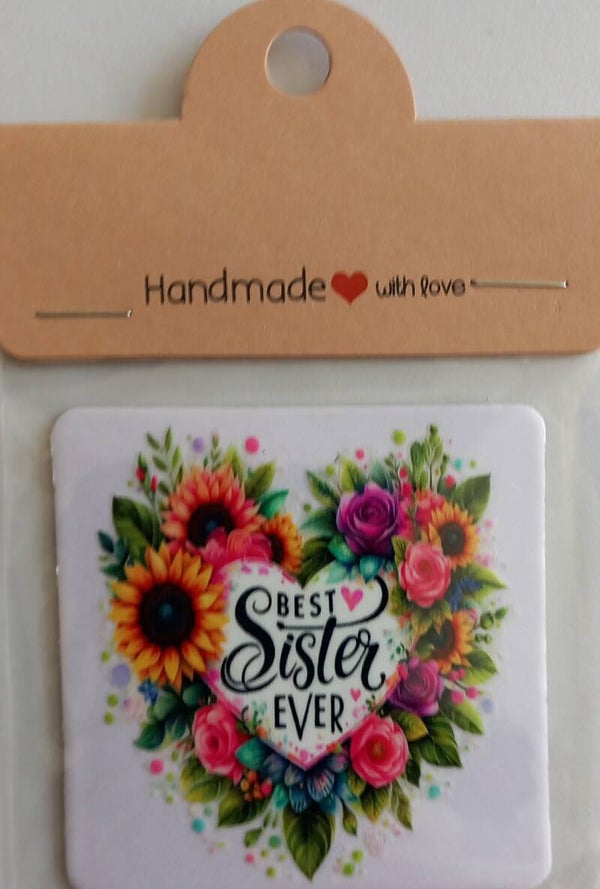 Handmade ❤ with love
BEST
Sister
EVER